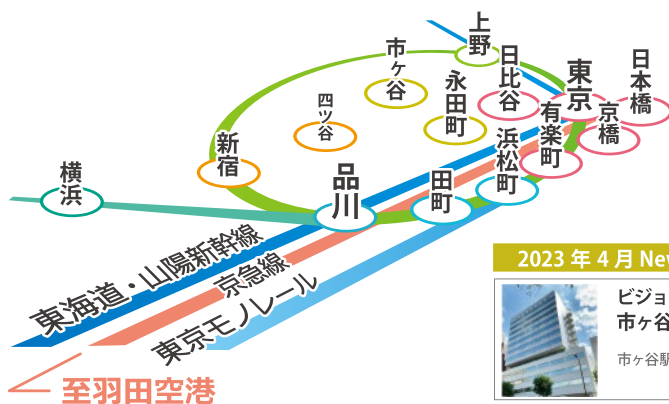 上野
市ヶ谷
日比谷
東京
日本橋
永田町
四ツ谷
有楽町
京橋
新宿
浜松町
横浜
品川
田町
東海道・山陽新幹線
京急線
東京モノレール
至羽田空港
2023 年 4 月 New
ビジョ
市ヶ谷
市ヶ谷駅